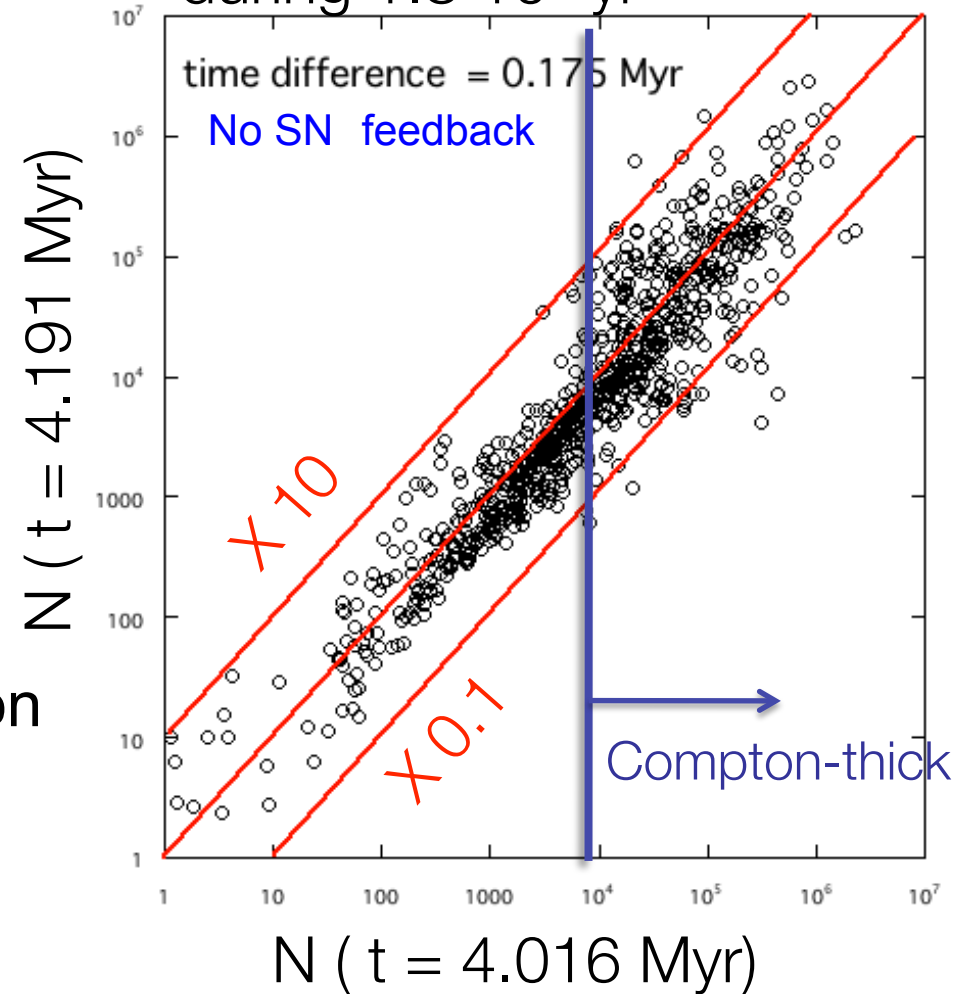 time difference = 0.175 Myr
No SN feedback
N ( t = 4.191 Myr)
10⁷
10⁶
10⁵
10⁴
1000
100
10
1
X 10
X 0.1
Compton-thick
on
1 10 100 1000 10⁴ 10⁵ 10⁶ 10⁷
N ( t = 4.016 Myr)